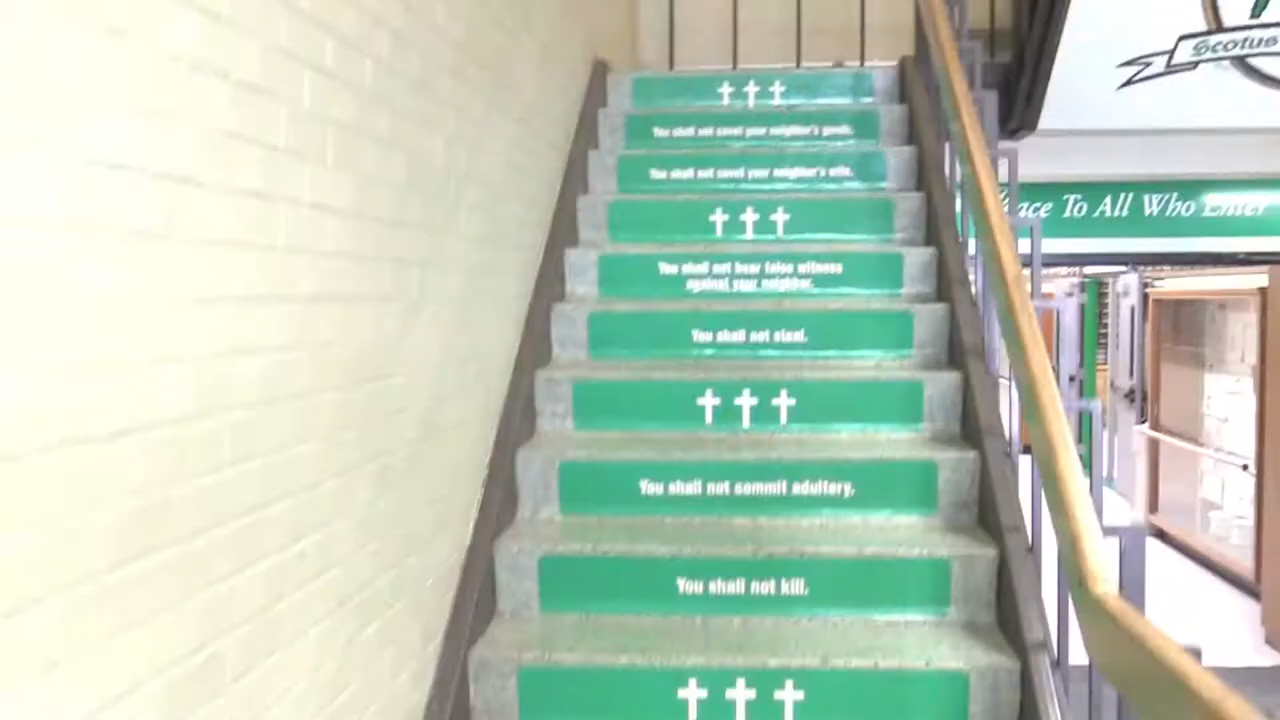 Scotus
You shall not covet your neighbor's goods.
You shall not covet your neighbor's wife.
ace To All Who Enter
You shall not bear false witness
against your neighbor.
You shall not steal.
You shall not commit adultery.
You shall not kill.